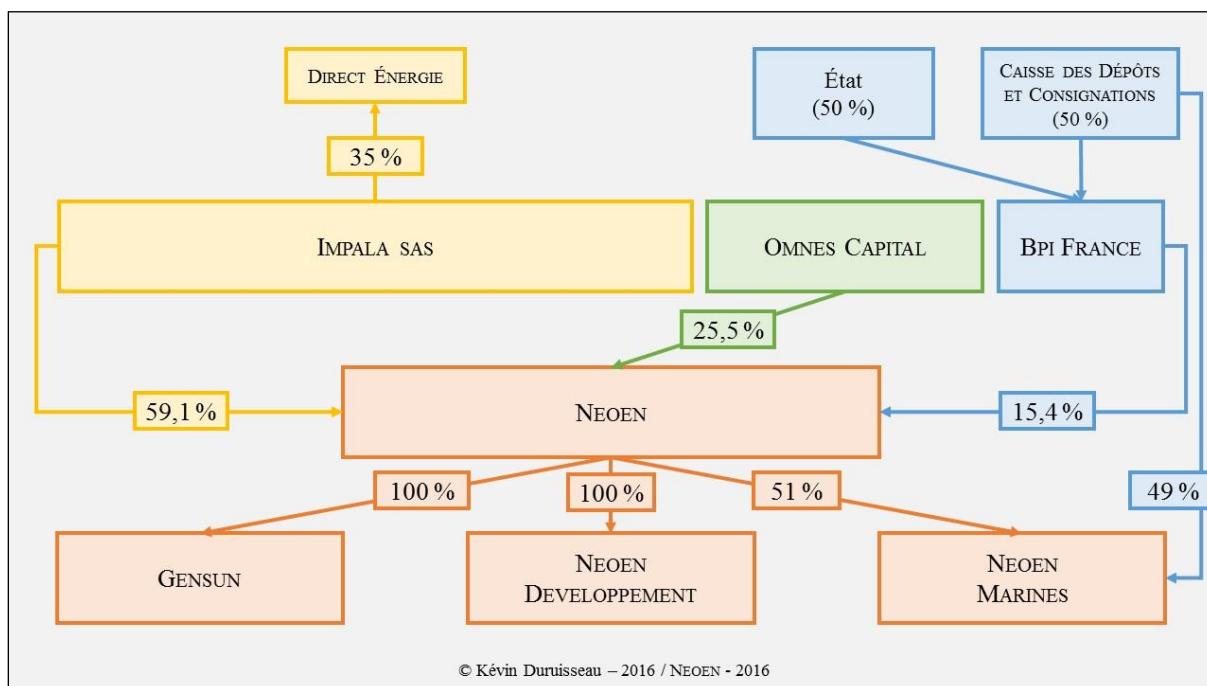 DIRECT ÉNERGIE
État
(50 %)
CAISSE DES DÉPÔTS
ET CONSIGNATIONS
(50 %)
35 %
IMPALA SAS
OMNES CAPITAL
BPI FRANCE
25,5 %
NEOEN
59,1 %
15,4 %
100 %
100 %
51 %
49 %
GENSUN
NEOEN
DEVELOPPEMENT
NEOEN
MARINES
© Kévin Duruisseau – 2016 / NEOEN - 2016